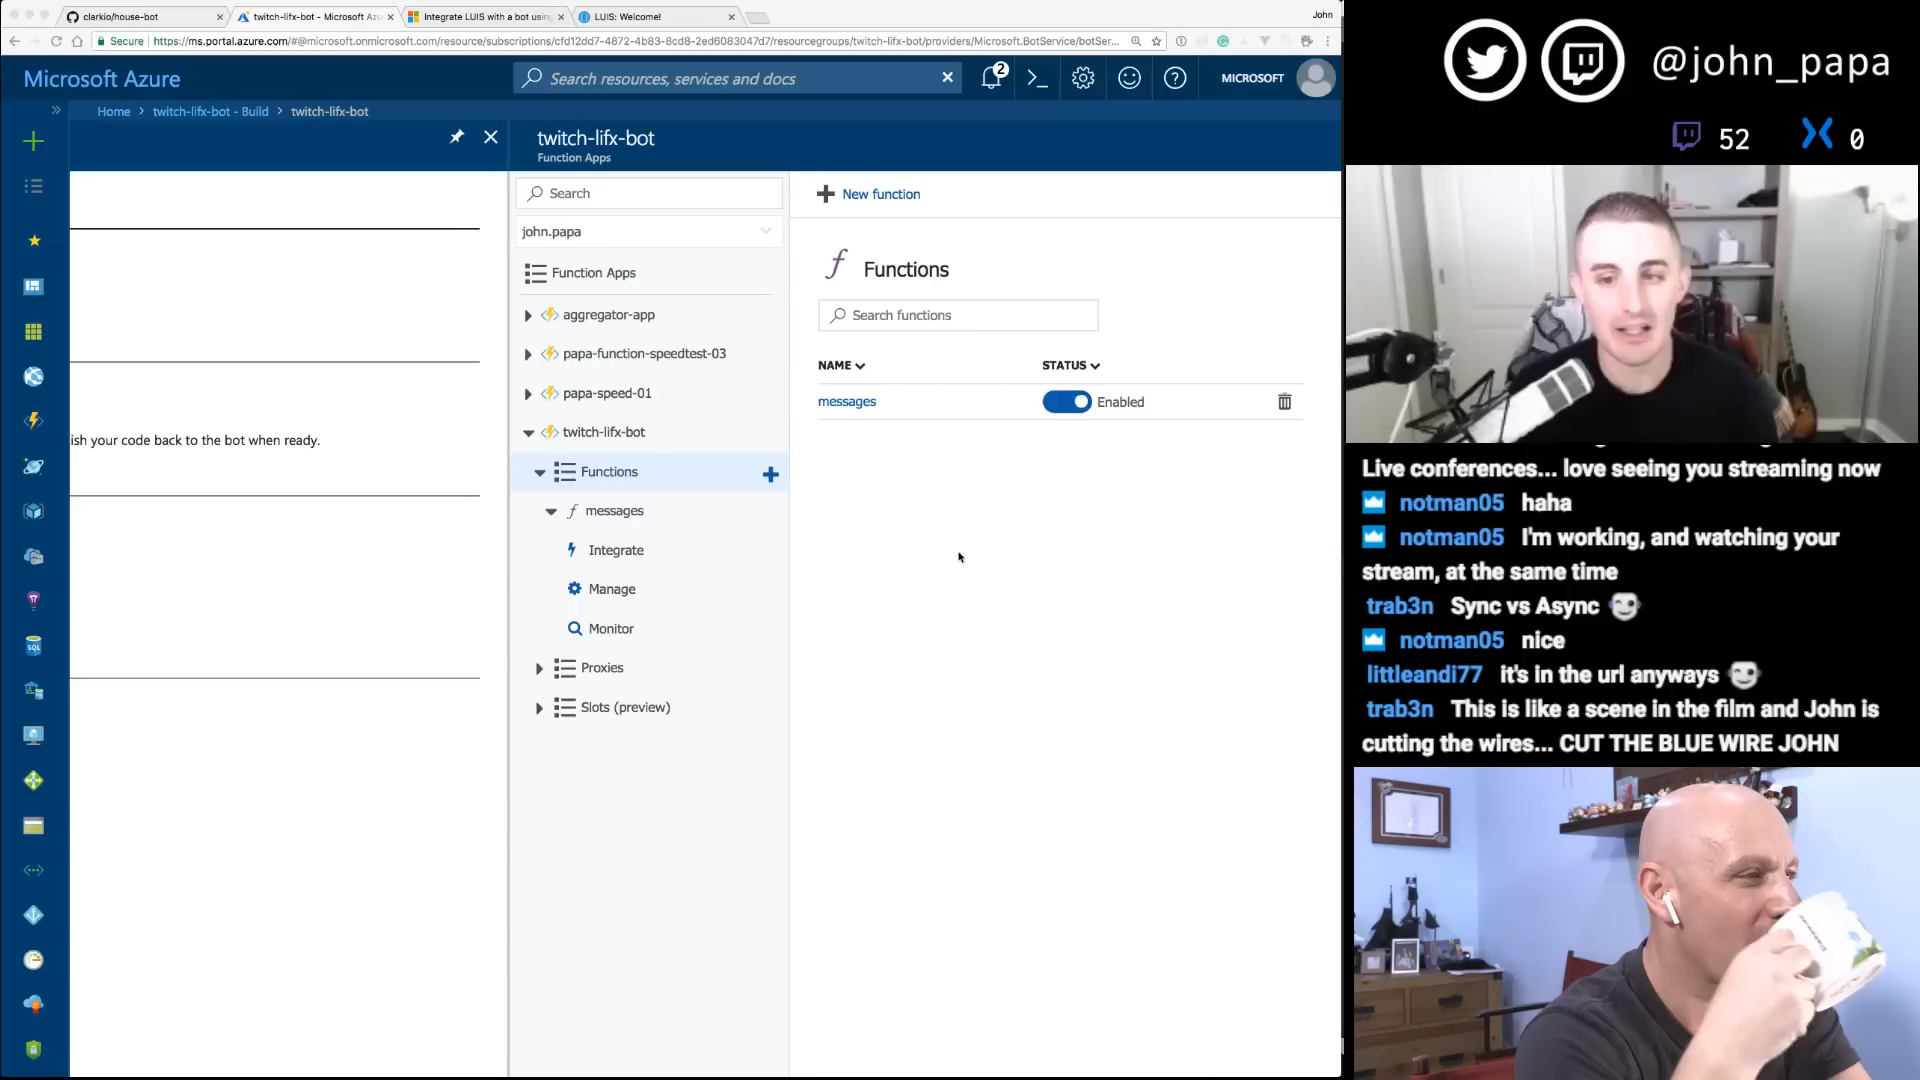 clarkio/house-bot
twitch-lifx-bot - Microsoft Az
Integrate LUIS with a bot using
LUIS: Welcome!
John
Secure
https://ms.portal.azure.com/#@microsoft.onmicrosoft.com/resource/subscriptions/cfd12dd7-4872-4b83-8cd8-2ed6083047d7/resourcegroups/twitch-lifx-bot/providers/Microsoft.BotService/botSer...
Microsoft Azure
Search resources, services and docs
2
MICROSOFT
Home > twitch-lifx-bot - Build > twitch-lifx-bot
ish your code back to the bot when ready.
twitch-lifx-bot
Function Apps
Search
john.papa
Function Apps
aggregator-app
papa-function-speedtest-03
papa-speed-01
twitch-lifx-bot
Functions
messages
Integrate
Manage
Monitor
Proxies
Slots (preview)
New function
Functions
Search functions
NAME
STATUS
messages
Enabled
@john_papa
52
0
Live conferences... love seeing you streaming now
notman05 haha
notman05 I'm working, and watching your
stream, at the same time
trab3n Sync vs Async
notman05 nice
littleandi77 it's in the url anyways
trab3n This is like a scene in the film and John is
cutting the wires... CUT THE BLUE WIRE JOHN